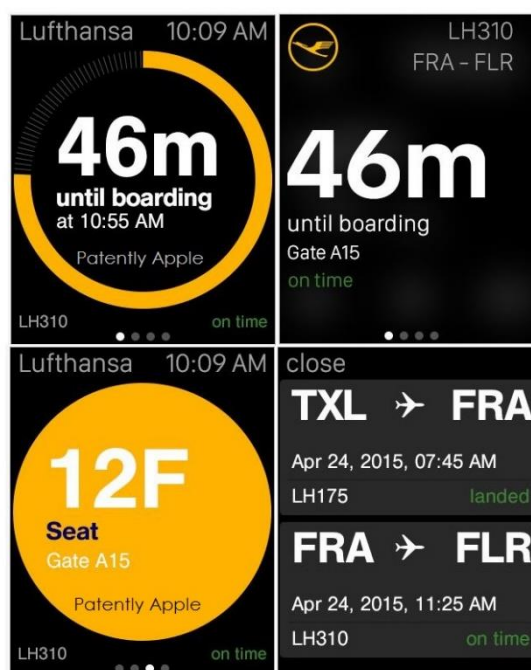 Lufthansa 10:09 AM
46m
until boarding
at 10:55 AM
Patently Apple
LH310 on time
LH310
FRA - FLR
46m
until boarding
Gate A15
on time
Lufthansa 10:09 AM
12F
Seat
Gate A15
Patently Apple
LH310 on time
close
TXL FRA
Apr 24, 2015, 07:45 AM
LH175 landed
FRA FLR
Apr 24, 2015, 11:25 AM
LH310 on time